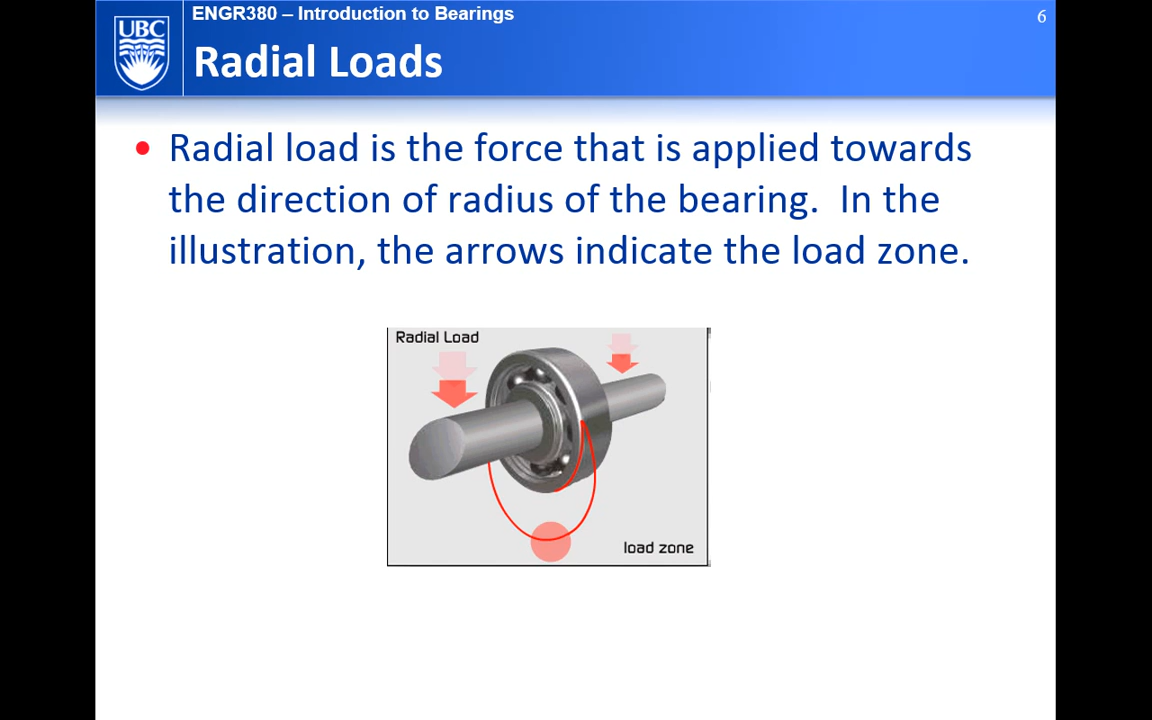 ENGR380 – Introduction to Bearings
6
UBC
Radial Loads
• Radial load is the force that is applied towards
the direction of radius of the bearing.  In the
illustration, the arrows indicate the load zone.
Radial Load
load zone